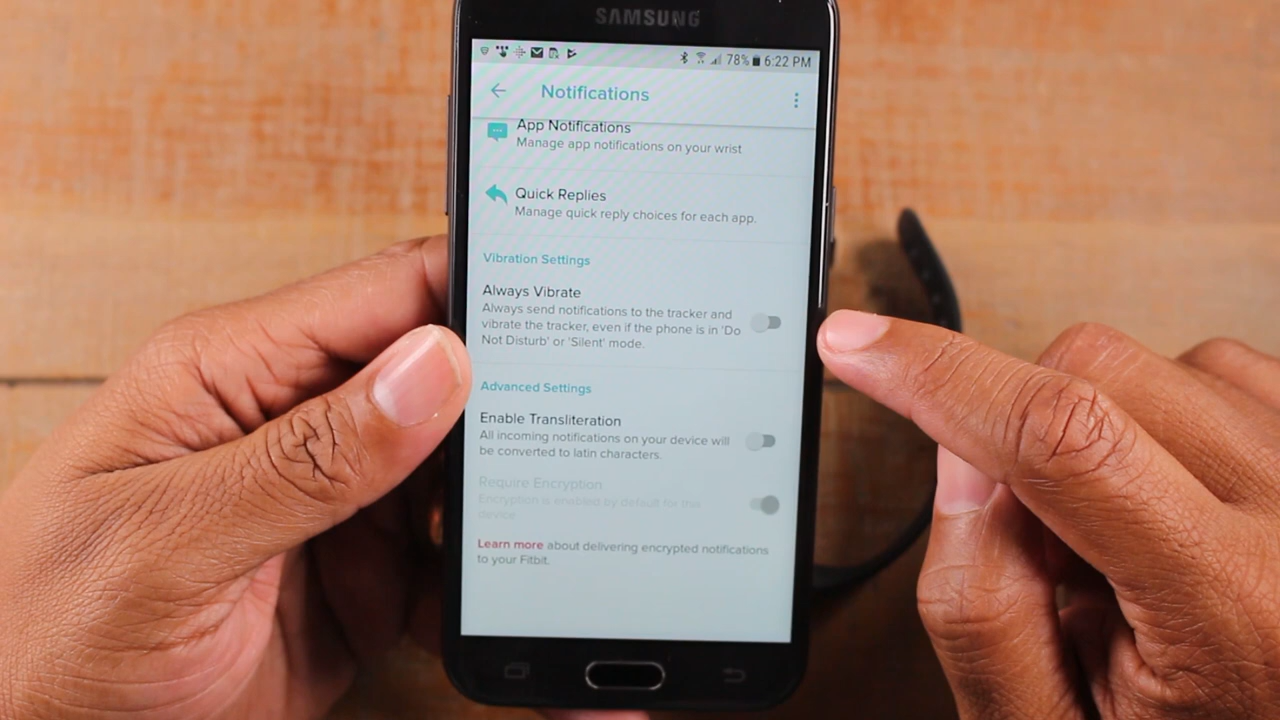 SAMSUNG
78% 6:22 PM
Notifications
App Notifications
Manage app notifications on your wrist
Quick Replies
Manage quick reply choices for each app.
Vibration Settings
Always Vibrate
Always send notifications to the tracker and
vibrate the tracker, even if the phone is in 'Do
Not Disturb' or 'Silent' mode.
Advanced Settings
Enable Transliteration
All incoming notifications on your device will
be converted to latin characters.
Require Encryption
Encryption is enabled by default for this
device.
Learn more about delivering encrypted notifications
to your Fitbit.